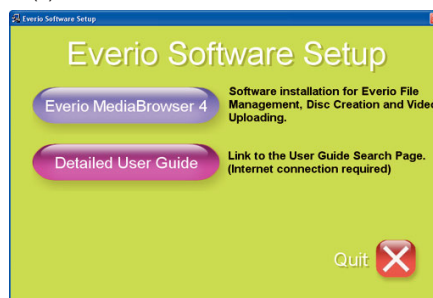 Everio Software Setup
Everio Software Setup
Everio MediaBrowser 4
Software installation for Everio File
Management, Disc Creation and Video
Uploading.
Detailed User Guide
Link to the User Guide Search Page.
(Internet connection required)
Quit